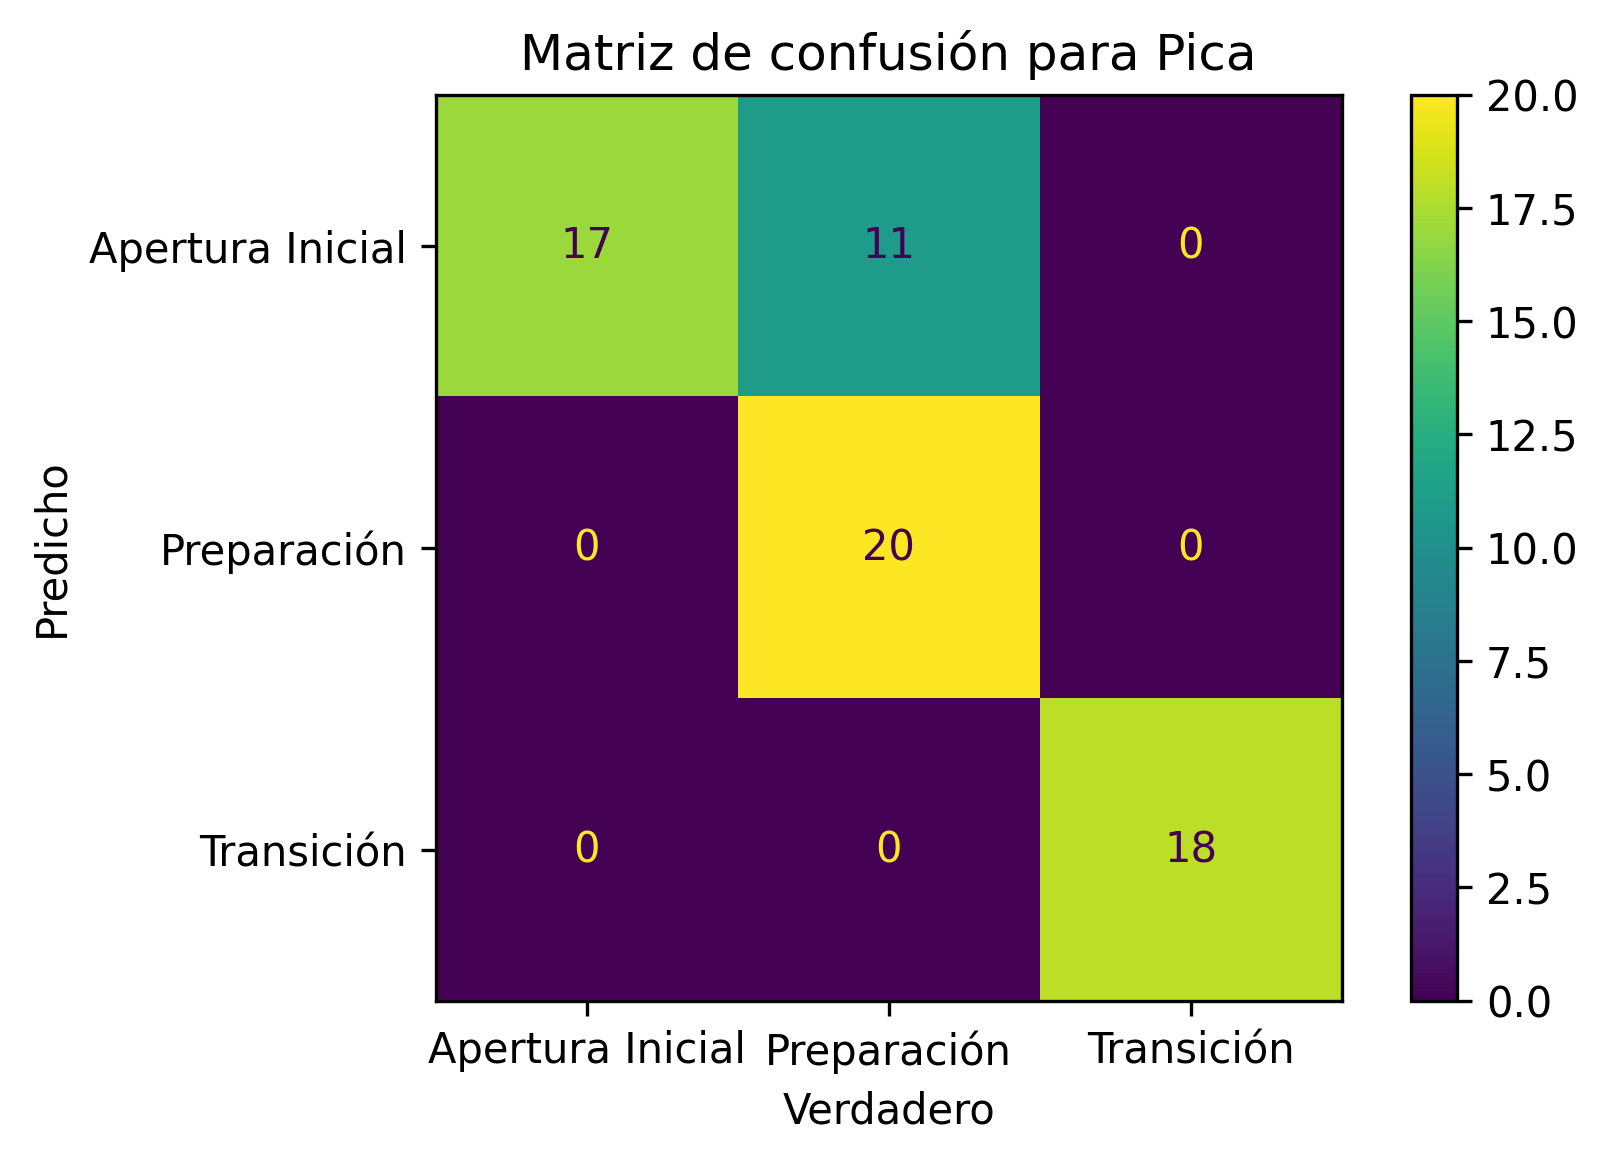 Matriz de confusión para Pica
Apertura Inicial
17
11
0
Predicho
Preparación
0
20
0
Transición
0
0
18
Apertura Inicial
Preparación
Transición
Verdadero
20.0
17.5
15.0
12.5
10.0
7.5
5.0
2.5
0.0